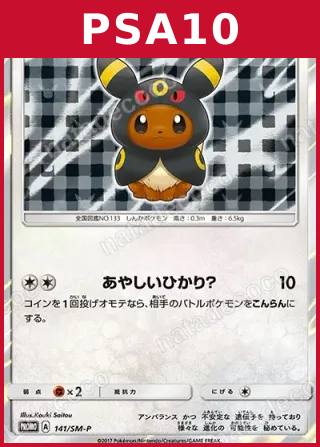 PSA10
全国図鑑NO.133 しんかポケモン 高さ：0.3m 重さ：6.5kg
あやしいひかり？ 10
コインを1回投げオモテなら、相手のバトルポケモンをこんらんに
する。
弱点 ×2 抵抗力 にげる
Illus.Kouki Saitou
PROMO A 141/SM-P
アンバランス かつ 不安定な 遺伝子を 持っており
様々な 進化の 可能性を 秘めている。
©2017 Pokémon/Nintendo/Creatures/GAME FREAK.